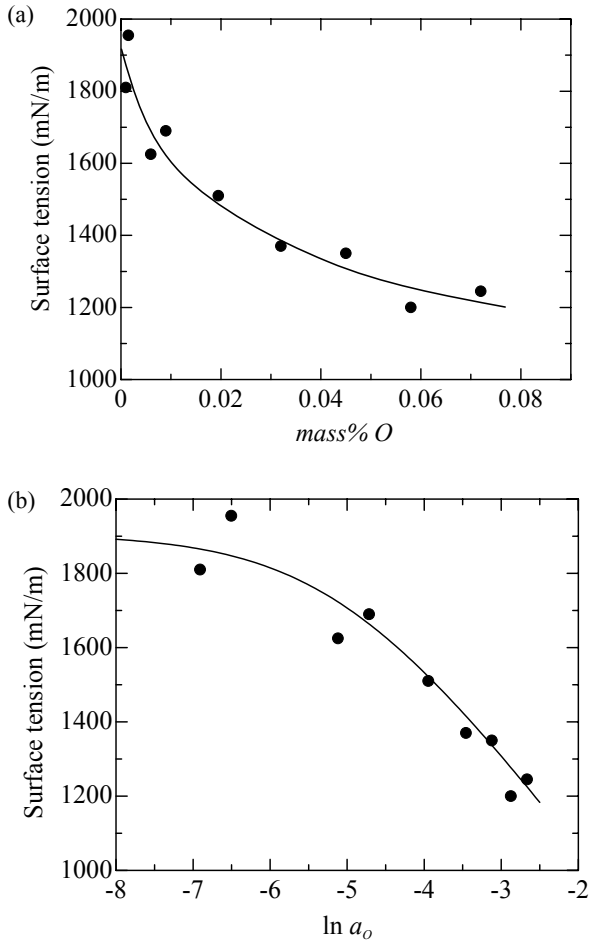 (a)
2000
1800
1600
1400
1200
1000
Surface tension (mN/m)
0 0.02 0.04 0.06 0.08
mass% O
(b)
2000
1800
1600
1400
1200
1000
Surface tension (mN/m)
-8 -7 -6 -5 -4 -3 -2
ln a_O